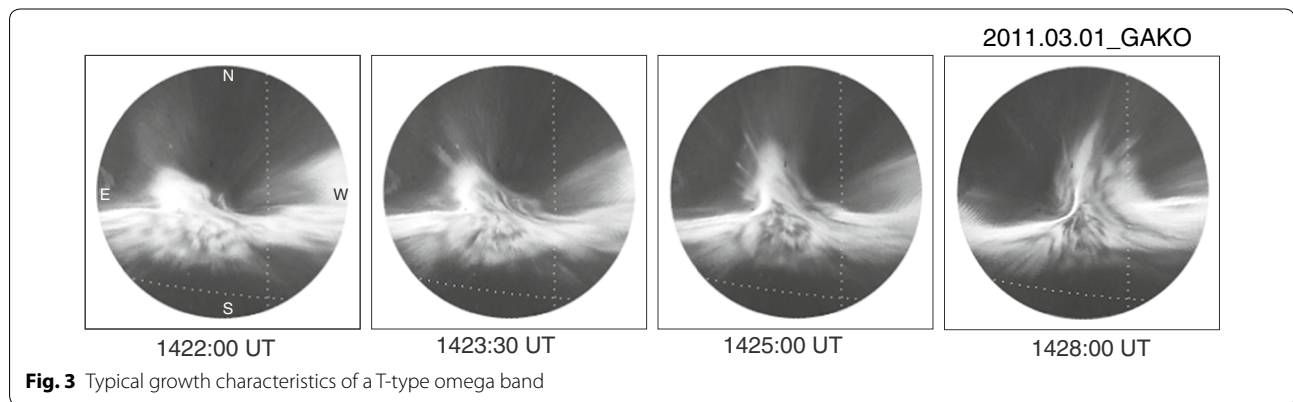 2011.03.01_GAKO
N
E
W
S
1422:00 UT
1423:30 UT
1425:00 UT
1428:00 UT
Fig. 3 Typical growth characteristics of a T-type omega band